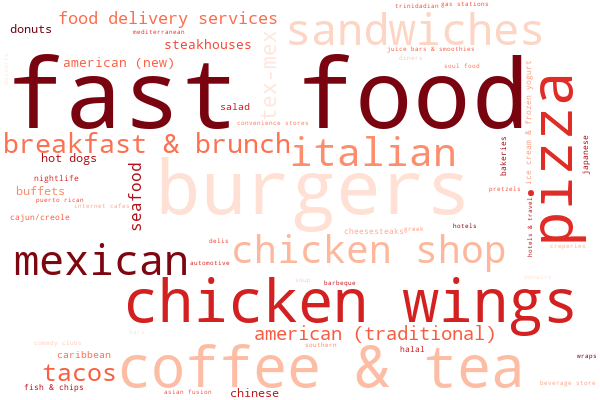 trinidadian
gas stations
food delivery services
sandwiches
donuts
mediterranean
steakhouses
juice bars & smoothies
american (new)
diners
soul food
tex-mex
fast food
salad
convenience stores
ice cream & frozen yogurt
pizza
breakfast & brunch
italian
bakeries
japanese
hot dogs
burgers
nightlife
seafood
buffets
pretzels
puerto rican
internet cafes
cajun/creole
hotels & travel
cheesesteaks
greek
hotels
delis
chicken shop
creperies
mexican
automotive
soup
barbeque
chicken wings
bars
american (traditional)
comedy clubs
southern
caribbean
halal
wraps
coffee & tea
tacos
fish & chips
asian fusion
chinese
beverage store